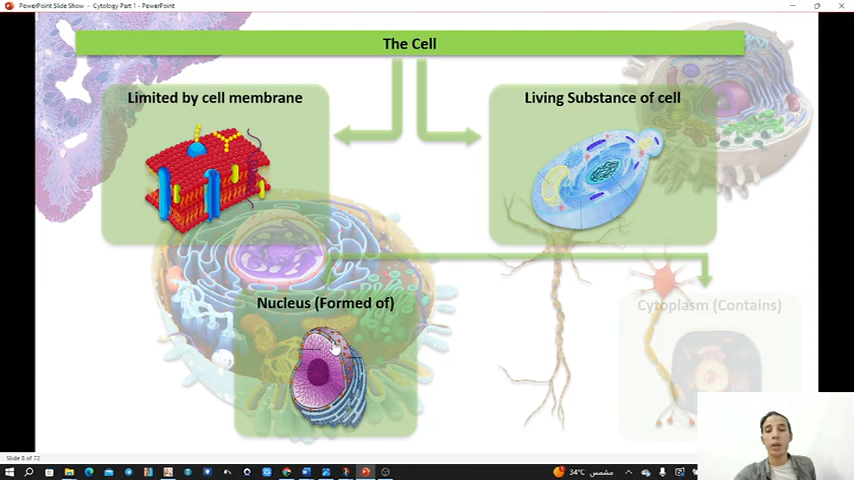 PowerPoint Slide Show - Cytology Part 1 - PowerPoint
The Cell
Limited by cell membrane
Living Substance of cell
Nucleus (Formed of)
Cytoplasm (Contains)
Slide 8 of 72
34°C مشمس